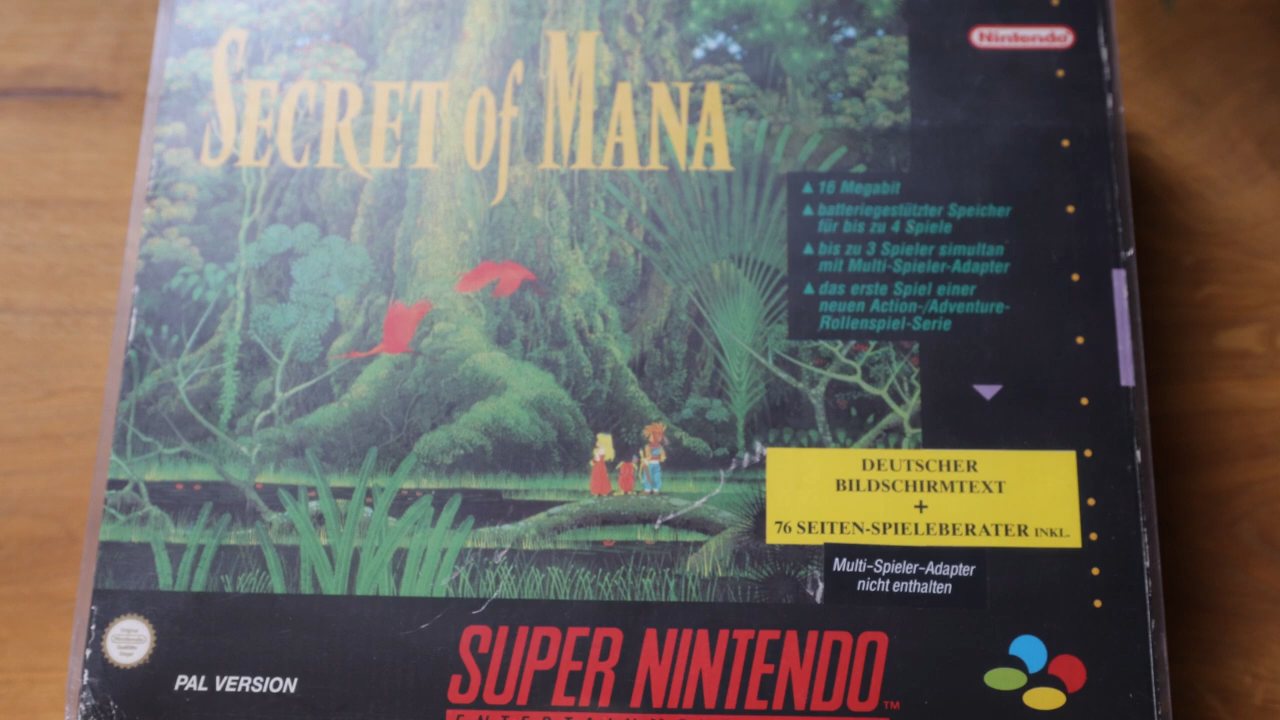 Nintendo
SECRET of MANA
▲ 16 Megabit
▲ batteriegestützter Speicher
für bis zu 4 Spiele
▲ bis zu 3 Spieler simultan
mit Multi-Spieler-Adapter
▲ das erste Spiel einer
neuen Action-/Adventure-
Rollenspiel-Serie
DEUTSCHER
BILDSCHIRMTEXT
+
76 SEITEN-SPIELEBERATER INKL.
Multi-Spieler-Adapter
nicht enthalten
Original
Nintendo
PAL VERSION
SUPER NINTENDO™